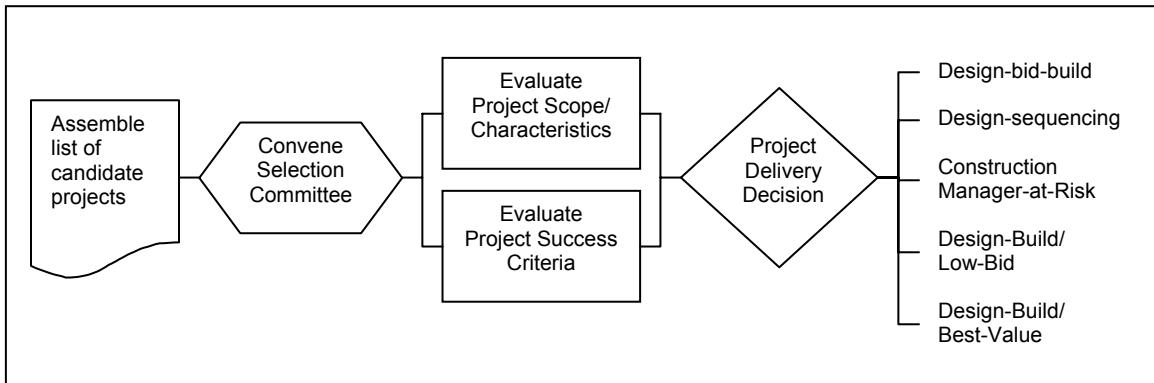 Assemble
list of
candidate
projects
Convene
Selection
Committee
Evaluate
Project Scope/
Characteristics
Evaluate
Project Success
Criteria
Project
Delivery
Decision
Design-bid-build
Design-sequencing
Construction
Manager-at-Risk
Design-Build/
Low-Bid
Design-Build/
Best-Value